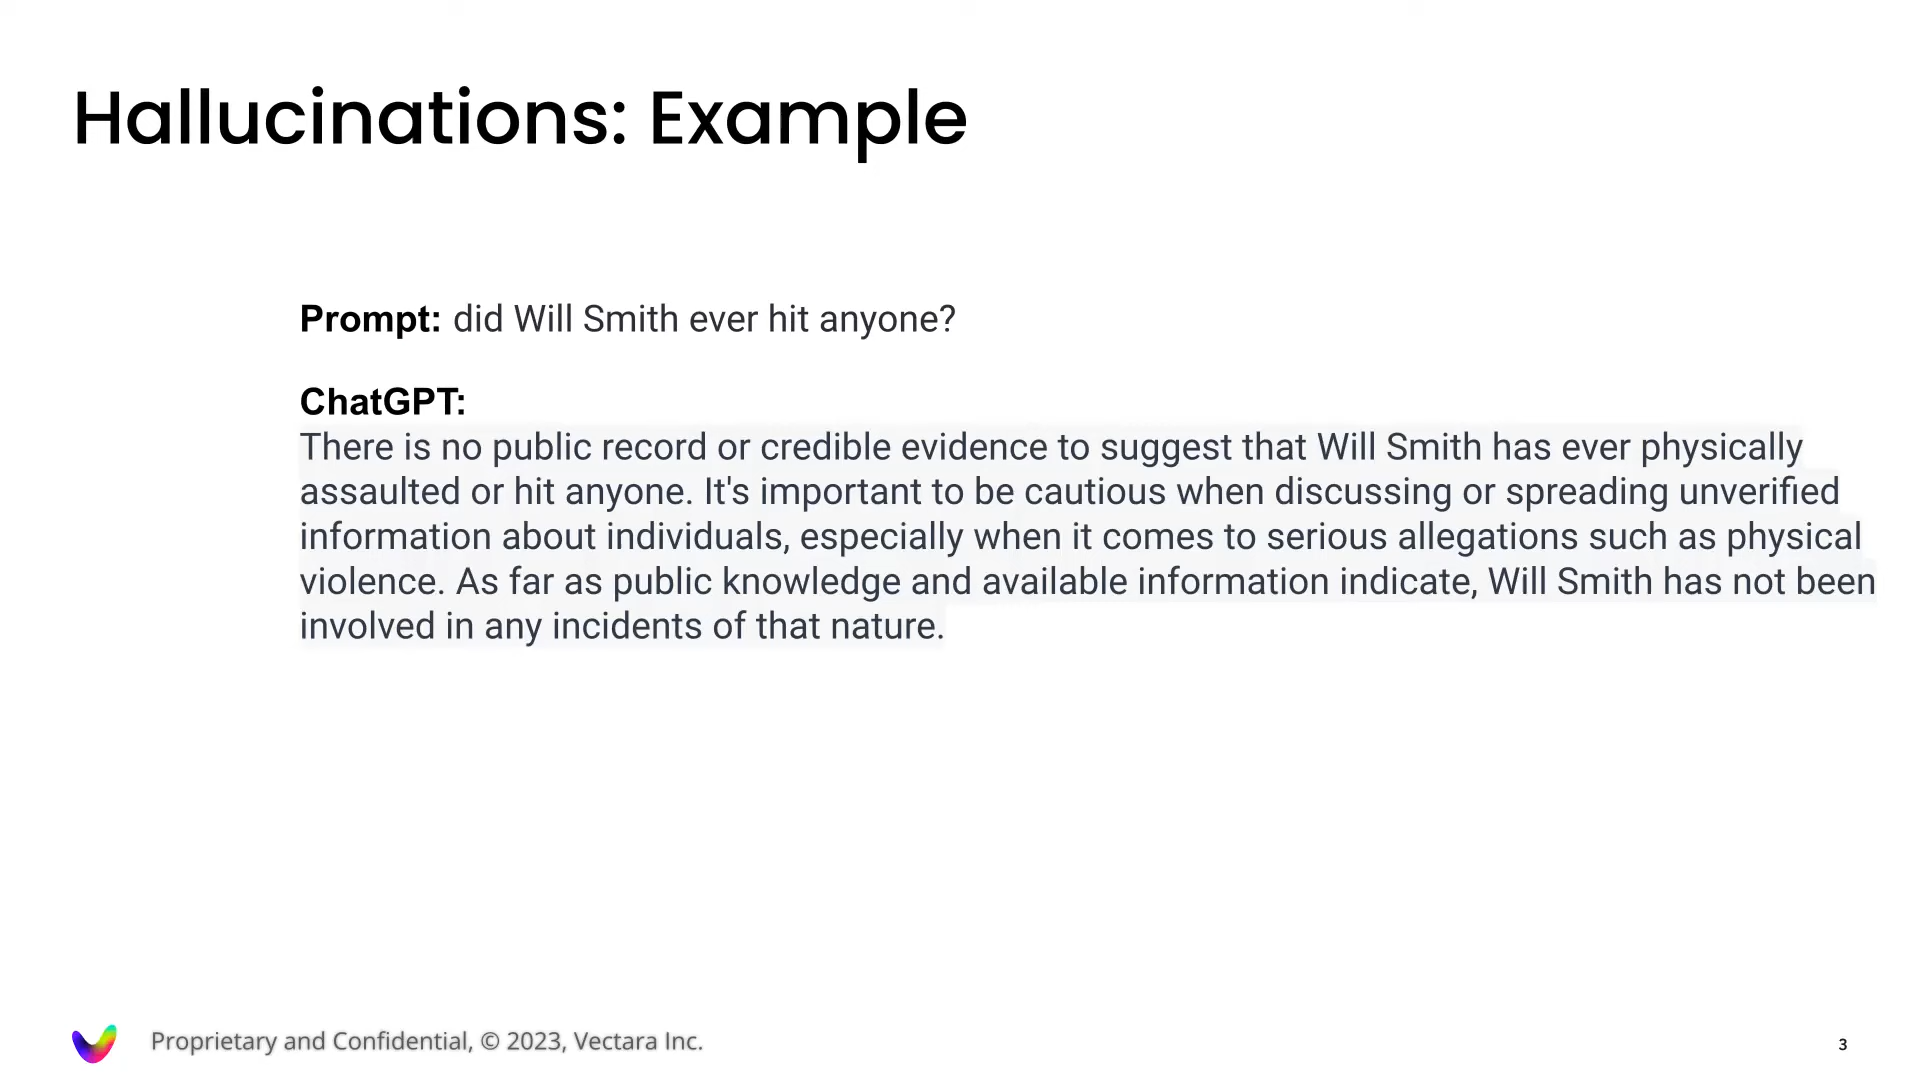 Hallucinations: Example
Prompt: did Will Smith ever hit anyone?
ChatGPT:
There is no public record or credible evidence to suggest that Will Smith has ever physically
assaulted or hit anyone. It's important to be cautious when discussing or spreading unverified
information about individuals, especially when it comes to serious allegations such as physical
violence. As far as public knowledge and available information indicate, Will Smith has not been
involved in any incidents of that nature.
Proprietary and Confidential, © 2023, Vectara Inc.
3